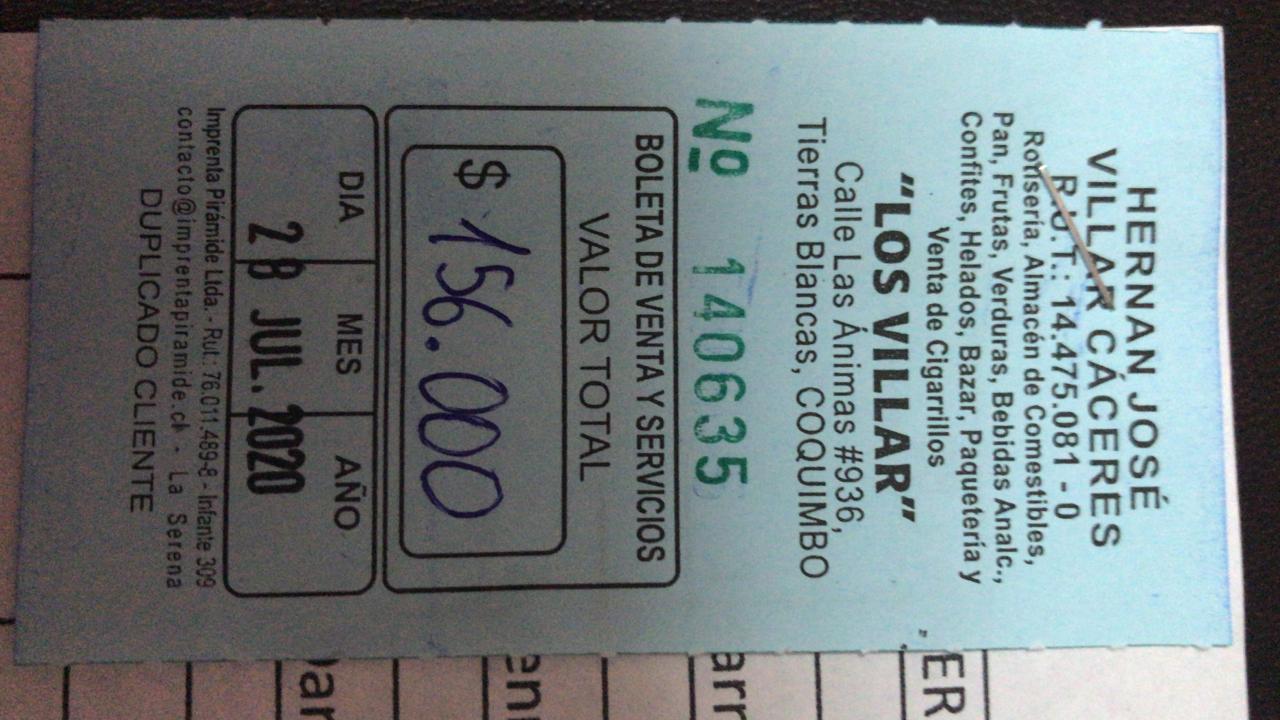 HERNAN JOSÉ
VILLAR CÁCERES
R.U.T.: 14.475.081 - 0
Rotisería, Almacén de Comestibles,
Pan, Frutas, Verduras, Bebidas Analc.,
Confites, Helados, Bazar, Paquetería y
Venta de Cigarrillos
"LOS VILLAR"
Calle Las Ánimas #936,
Tierras Blancas, COQUIMBO
Nº 140635
BOLETA DE VENTA Y SERVICIOS
VALOR TOTAL
$ 156.000
DIA MES AÑO
28 JUL. 2020
Imprenta Pirámide Ltda.- Rut: 76.011.489-8 - Infante 309
contacto@imprentapiramide.cl - La Serena
DUPLICADO CLIENTE